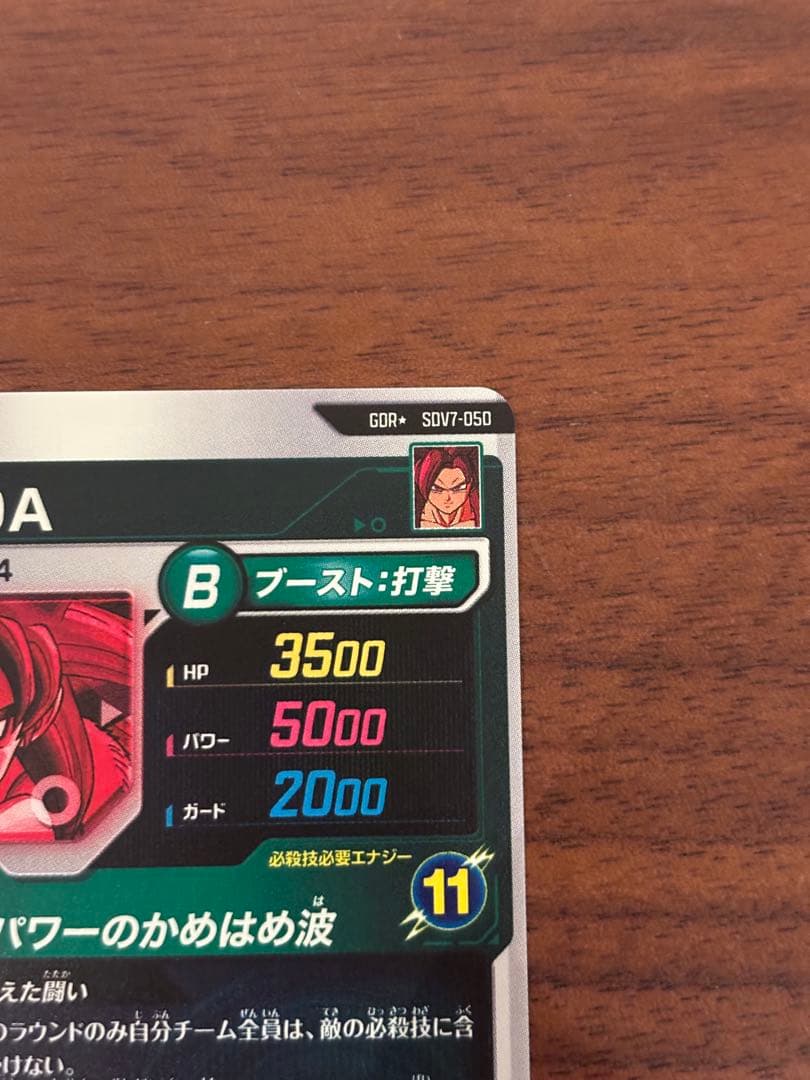 GDR★ SDV7-050
DA
4
B ブースト:打撃
HP 3500
パワー 5000
ガード 2000
必殺技必要エナジー
11
パワーのかめはめ波
えた闘い
のラウンドのみ自分チーム全員は、敵の必殺技に含
けない。